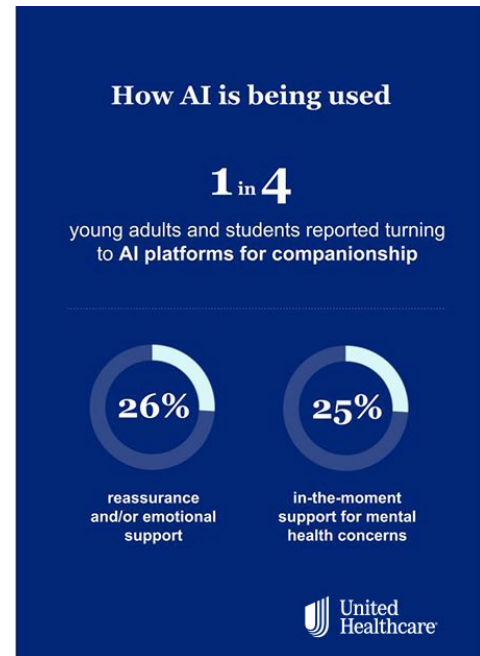 How AI is being used
1 in 4
young adults and students reported turning
to AI platforms for companionship
26%
reassurance
and/or emotional
support
25%
in-the-moment
support for mental
health concerns
United
Healthcare